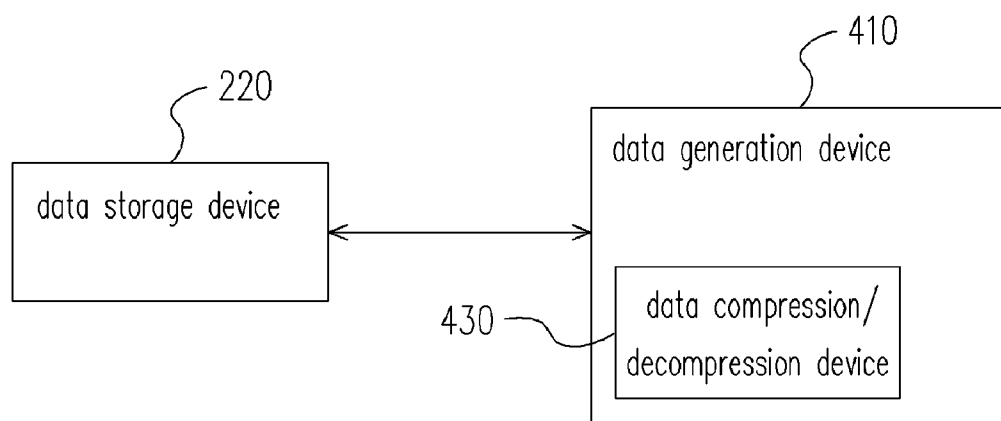 410
220
data generation device
data storage device
430
data compression/
decompression device